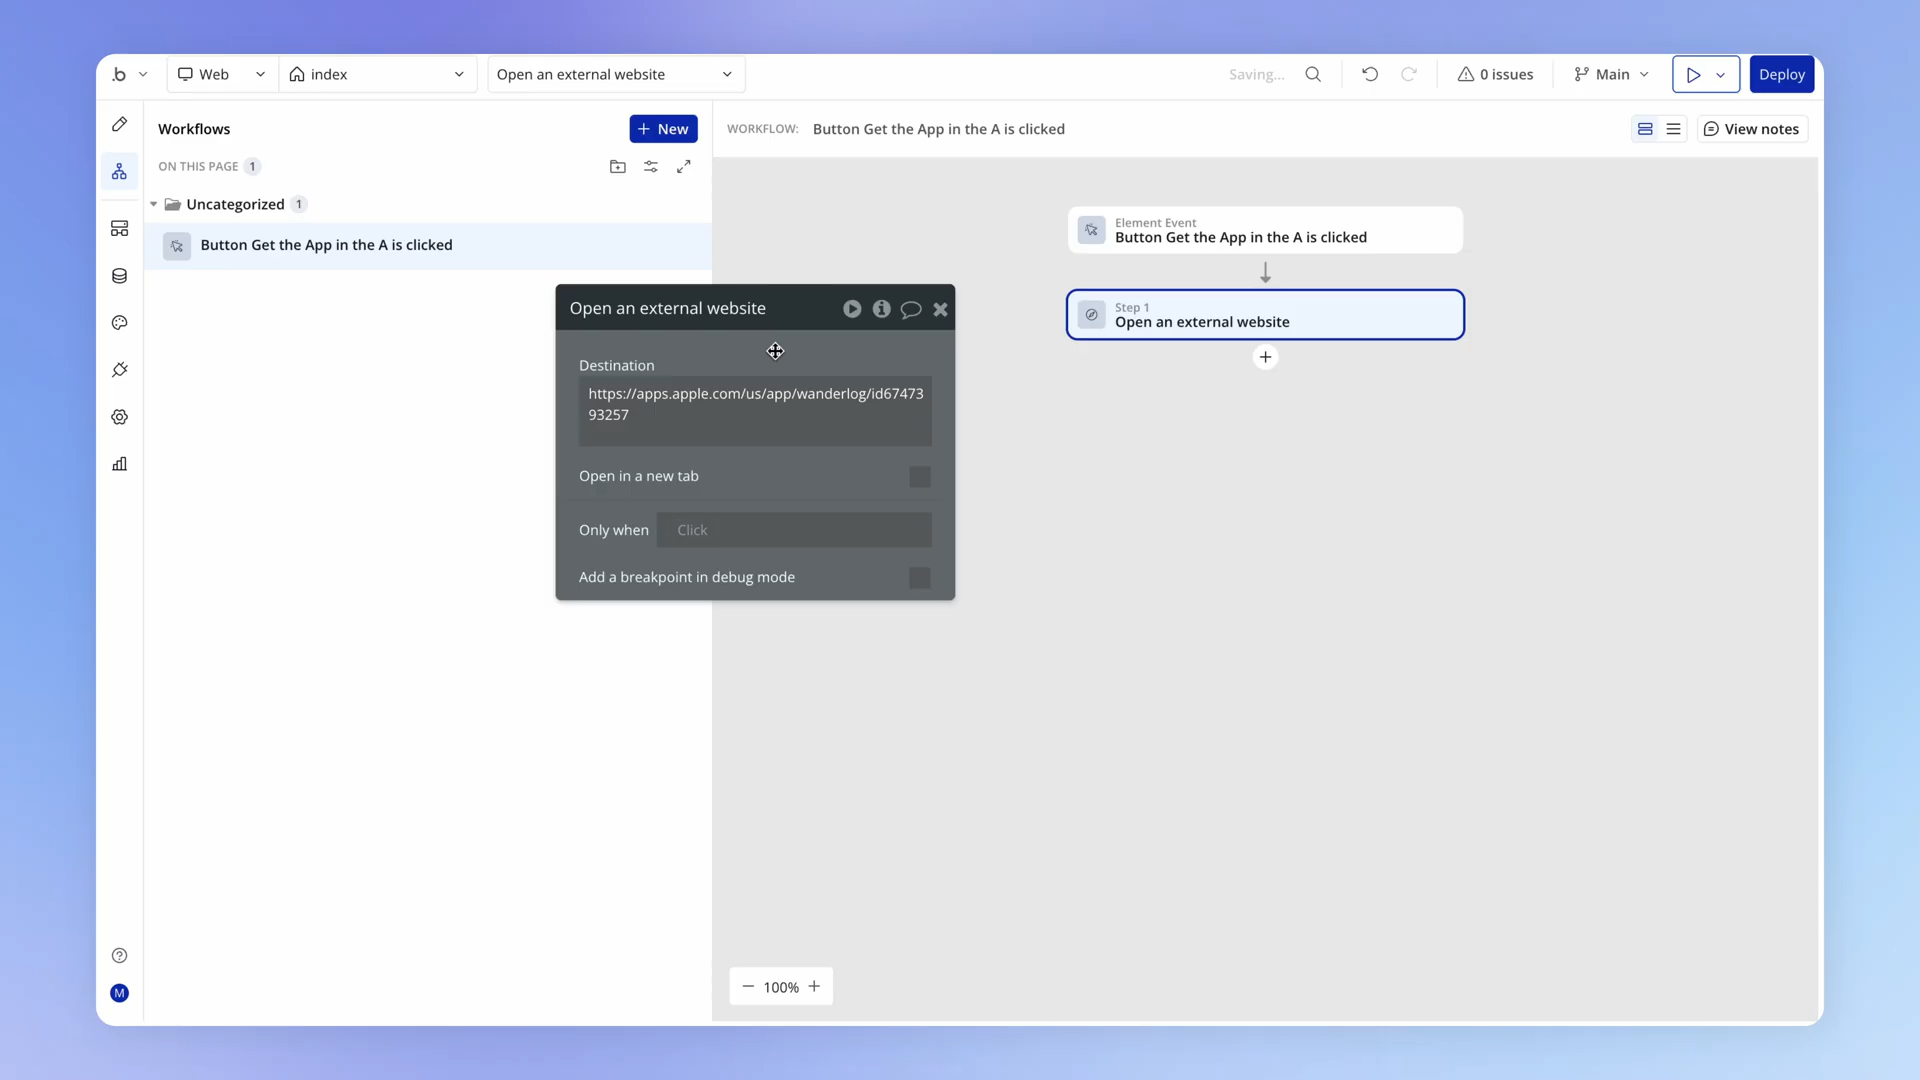 .b
Web
index
Open an external website
Saving...
0 issues
Main
Deploy
Workflows
+ New
WORKFLOW:
Button Get the App in the A is clicked
View notes
ON THIS PAGE 1
Uncategorized 1
Button Get the App in the A is clicked
Element Event
Button Get the App in the A is clicked
Step 1
Open an external website
Open an external website
Destination
https://apps.apple.com/us/app/wanderlog/id67473
93257
Open in a new tab
Only when Click
Add a breakpoint in debug mode
M
100%